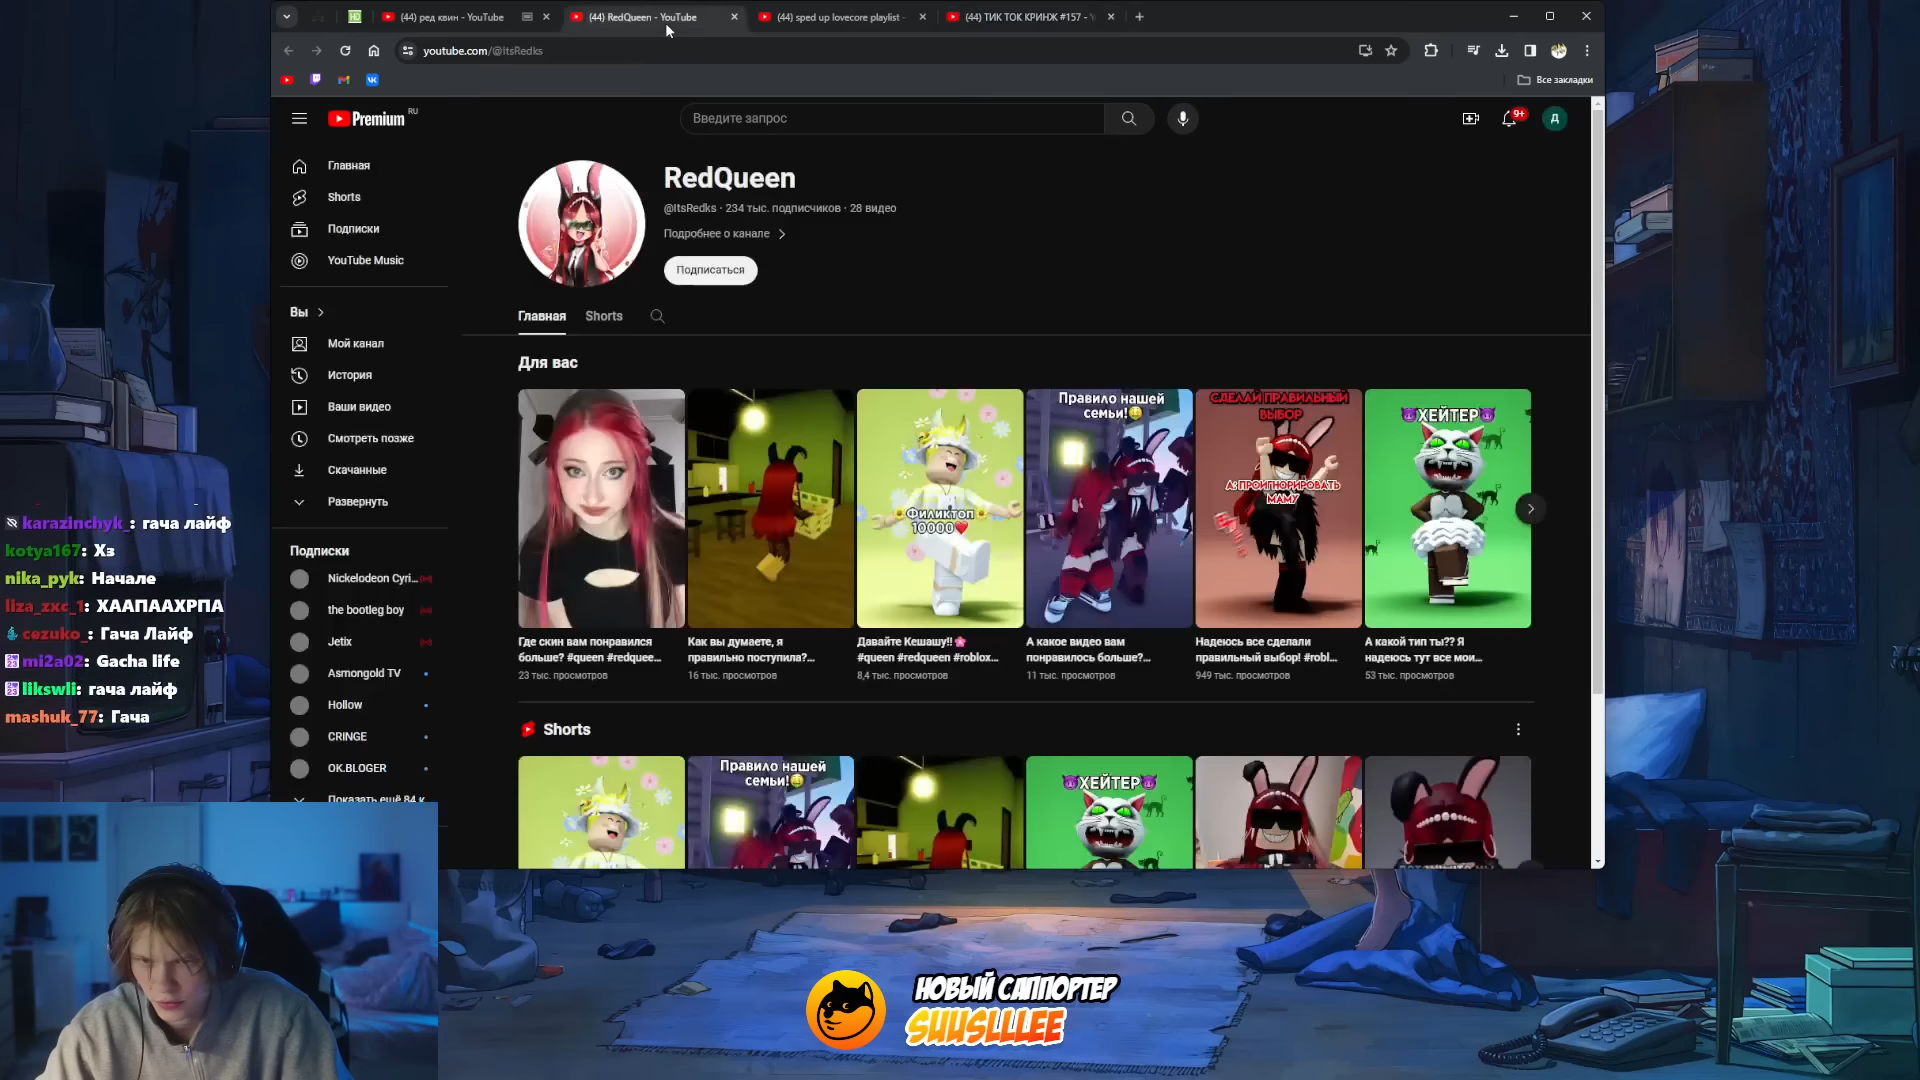 (44) ред квин - YouTube
(44) RedQueen - YouTube
(44) sped up lovecore playlist -
(44) ТИК ТОК КРИНЖ #157 -
youtube.com/@ItsRedks
Все закладки
Premium RU
Введите запрос
9+
Д
Главная
Shorts
Подписки
YouTube Music
Вы
Мой канал
История
Ваши видео
Смотреть позже
Скачанные
Развернуть
Подписки
Nickelodeon Cyri...
the bootleg boy
Jetix
Asmongold TV
Hollow
CRINGE
OK.BLOGER
Показать ещё 84 к
RedQueen
@ItsRedks · 234 тыс. подписчиков · 28 видео
Подробнее о канале
Подписаться
Главная
Shorts
Для вас
ФИЛИКТОП
10000
Правило нашей
семьи!
СДЕЛАЙ ПРАВИЛЬНЫЙ
ВЫБОР
А: ПРОИГНОРИРОВАТЬ
МАМУ
ХЕЙТЕР
Где скин вам понравился
больше? #queen #redquee...
23 тыс. просмотров
Как вы думаете, я
правильно поступила?...
16 тыс. просмотров
Давайте Кешашу!!
#queen #redqueen #roblox...
8,4 тыс. просмотров
А какое видео вам
понравилось больше?...
11 тыс. просмотров
Надеюсь все сделали
правильный выбор! #robl...
949 тыс. просмотров
А какой тип ты?? Я
надеюсь тут все мои...
53 тыс. просмотров
Shorts
Правило нашей
семьи!
ХЕЙТЕР
karazinchyk_: гача лайф
kotya167: Хз
nika_pyk: Начале
liza_zxc_1: ХААПААХРПА
cezuko_: Гача Лайф
mi2a02: Gacha life
likswli: гача лайф
mashuk_77: Гача
НОВЫЙ САППОРТЕР
SUUSLLLEE